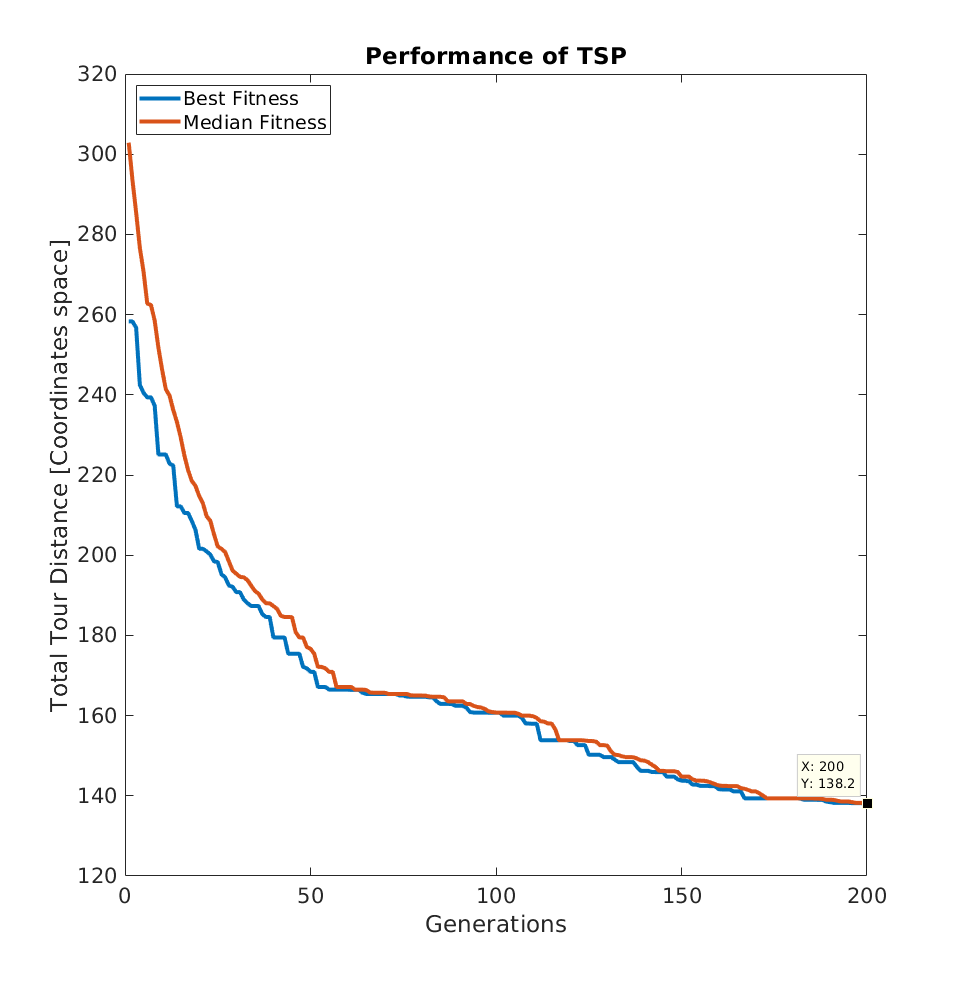 Performance of TSP
Best Fitness
Median Fitness
320
300
280
260
240
220
200
180
160
140
120
Total Tour Distance [Coordinates space]
X: 200
Y: 138.2
0
50
100
150
200
Generations